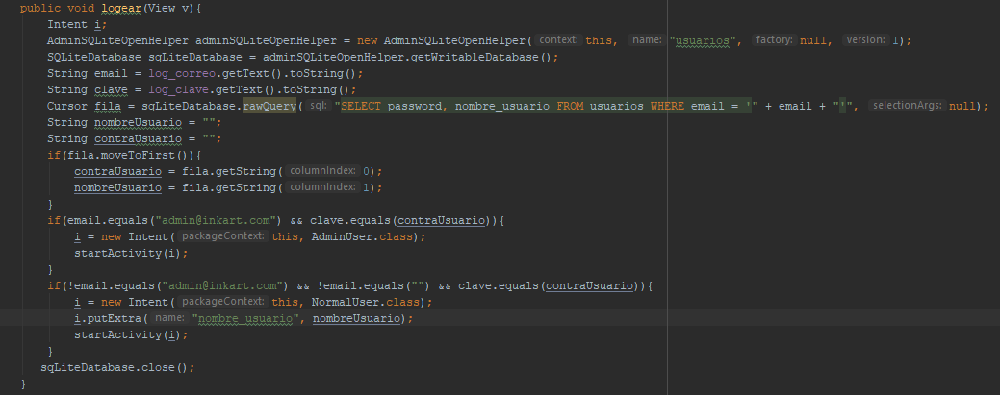 public void logear(View v){
Intent i;
AdminSQLiteOpenHelper adminSQLiteOpenHelper = new AdminSQLiteOpenHelper( context: this, name: "usuarios", factory: null, version: 1);
SQLiteDatabase sqLiteDatabase = adminSQLiteOpenHelper.getWritableDatabase();
String email = log_correo.getText().toString();
String clave = log_clave.getText().toString();
Cursor fila = sqLiteDatabase.rawQuery( sql: "SELECT password, nombre_usuario FROM usuarios WHERE email = '" + email + "'", selectionArgs: null);
String nombreUsuario = "";
String contraUsuario = "";
if(fila.moveToFirst()){
contraUsuario = fila.getString( columnIndex: 0);
nombreUsuario = fila.getString( columnIndex: 1);
}
if(email.equals("admin@inkart.com") && clave.equals(contraUsuario)){
i = new Intent( packageContext: this, AdminUser.class);
startActivity(i);
}
if(!email.equals("admin@inkart.com") && !email.equals("") && clave.equals(contraUsuario)){
i = new Intent( packageContext: this, NormalUser.class);
i.putExtra( name: "nombre_usuario", nombreUsuario);
startActivity(i);
}
sqLiteDatabase.close();
}